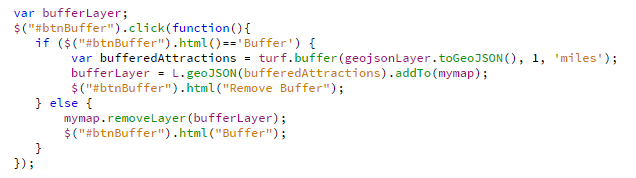 var bufferLayer;
$("#btnBuffer").click(function(){
   if ($("#btnBuffer").html()=='Buffer') {
        var bufferedAttractions = turf.buffer(geojsonLayer.toGeoJSON(), 1, 'miles');
        bufferLayer = L.geoJSON(bufferedAttractions).addTo(mymap);
        $("#btnBuffer").html("Remove Buffer");
   } else {
       mymap.removeLayer(bufferLayer);
       $("#btnBuffer").html("Buffer");
   }
});